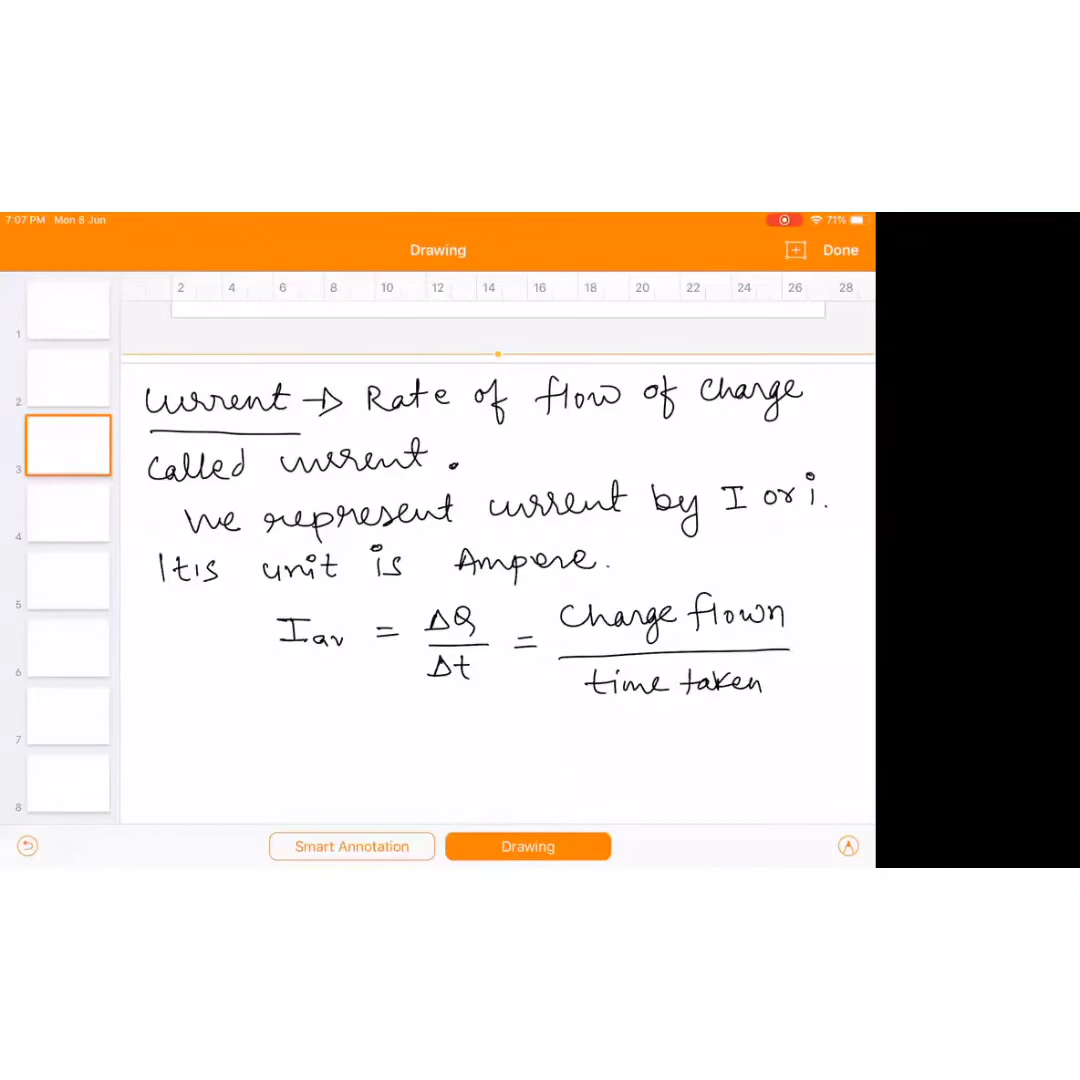 7:07 PM Mon 8 Jun 71%
Drawing Done
2 4 6 8 10 12 14 16 18 20 22 24 26 28
1
2
3
4
5
6
7
8
Current → Rate of flow of Charge
called current.
We represent current by I or i.
Itis unit is Ampere.
Iav = ΔQ/Δt = Charge flown/time taken
Smart Annotation Drawing